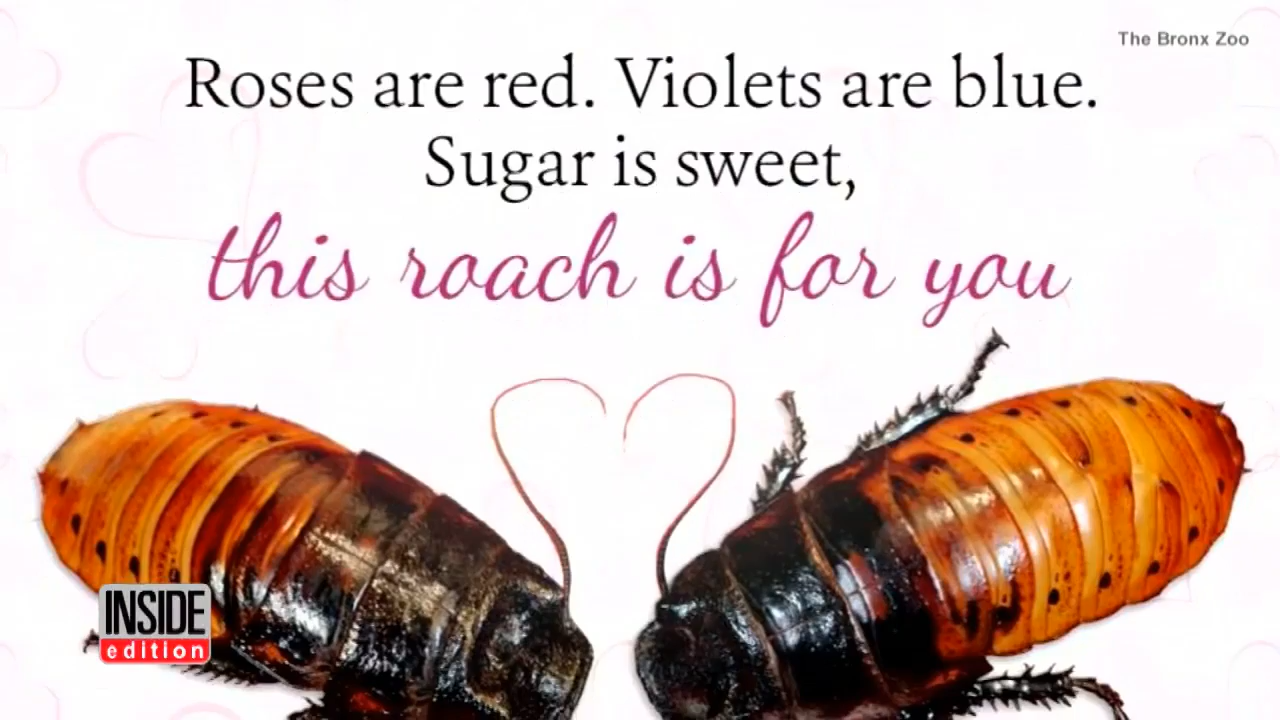 The Bronx Zoo
Roses are red. Violets are blue.
Sugar is sweet,
this roach is for you
INSIDE
edition